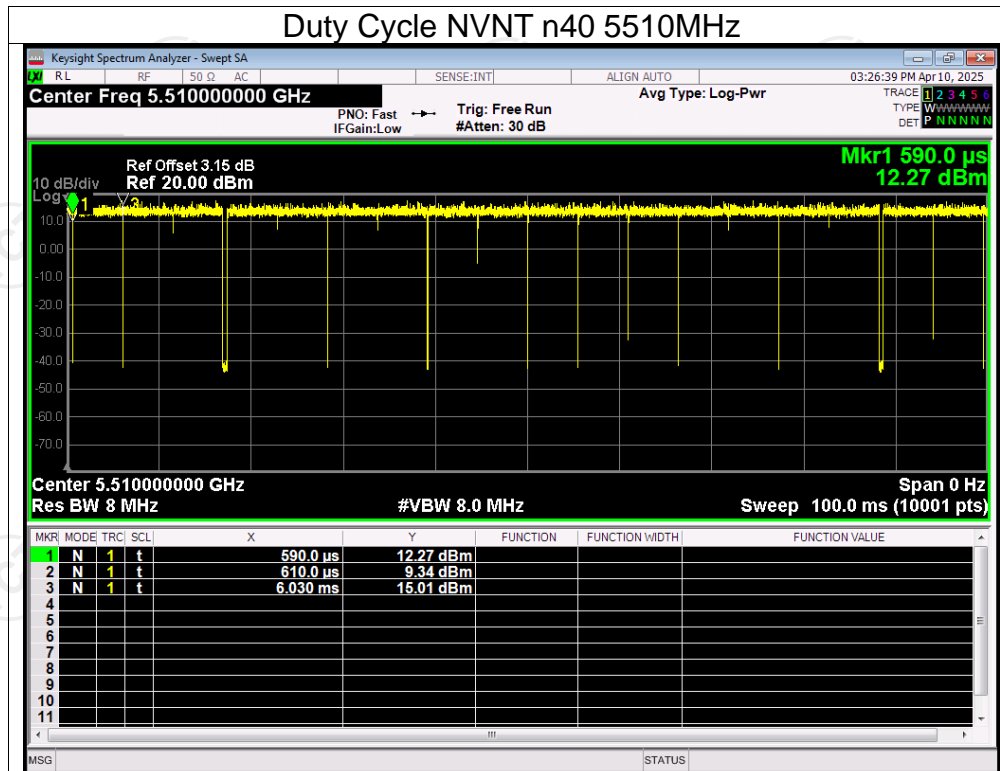 Duty Cycle NVNT n40 5510MHz
Keysight Spectrum Analyzer - Swept SA
LXI RL RF 50 Ω AC SENSE:INT ALIGN AUTO 03:26:39 PM Apr 10, 2025
Center Freq 5.510000000 GHz Avg Type: Log-Pwr TRACE 1 2 3 4 5 6
PNO: Fast Trig: Free Run TYPE WWWWWW
IFGain:Low #Atten: 30 dB DET P N N N N N
Mkr1 590.0 µs
12.27 dBm
Ref Offset 3.15 dB
10 dB/div Ref 20.00 dBm
Log
1 3
10.0
0.00
-10.0
-20.0
-30.0
-40.0
-50.0
-60.0
-70.0
Center 5.510000000 GHz Span 0 Hz
Res BW 8 MHz #VBW 8.0 MHz Sweep 100.0 ms (10001 pts)
MKR MODE TRC SCL X Y FUNCTION FUNCTION WIDTH FUNCTION VALUE
1 N 1 t 590.0 µs 12.27 dBm
2 N 1 t 610.0 µs 9.34 dBm
3 N 1 t 6.030 ms 15.01 dBm
4
5
6
7
8
9
10
11
MSG STATUS